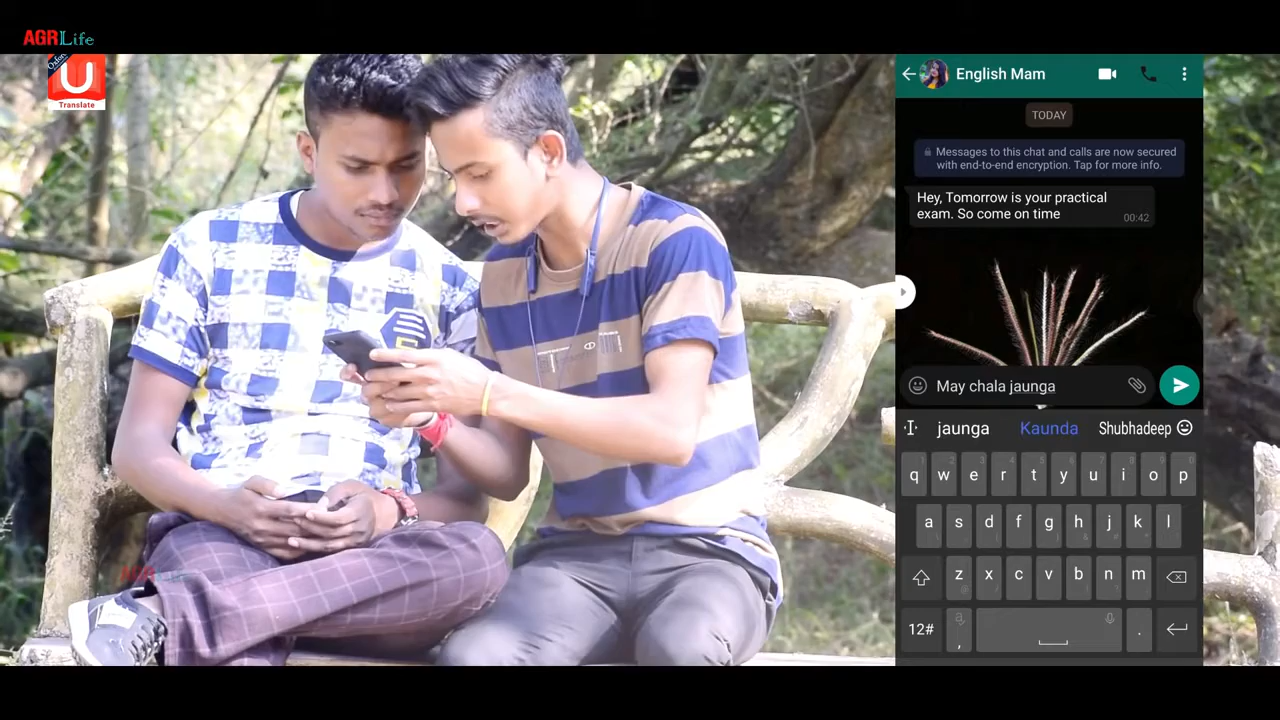 AGRLife
Oxford
U
Translate
English Mam
TODAY
Messages to this chat and calls are now secured
with end-to-end encryption. Tap for more info.
Hey, Tomorrow is your practical
exam. So come on time
00:42
May chala jaunga
jaunga Kaunda Shubhadeep
q w e r t y u i o p
a s d f g h j k l
z x c v b n m
12# , .
AGRLife